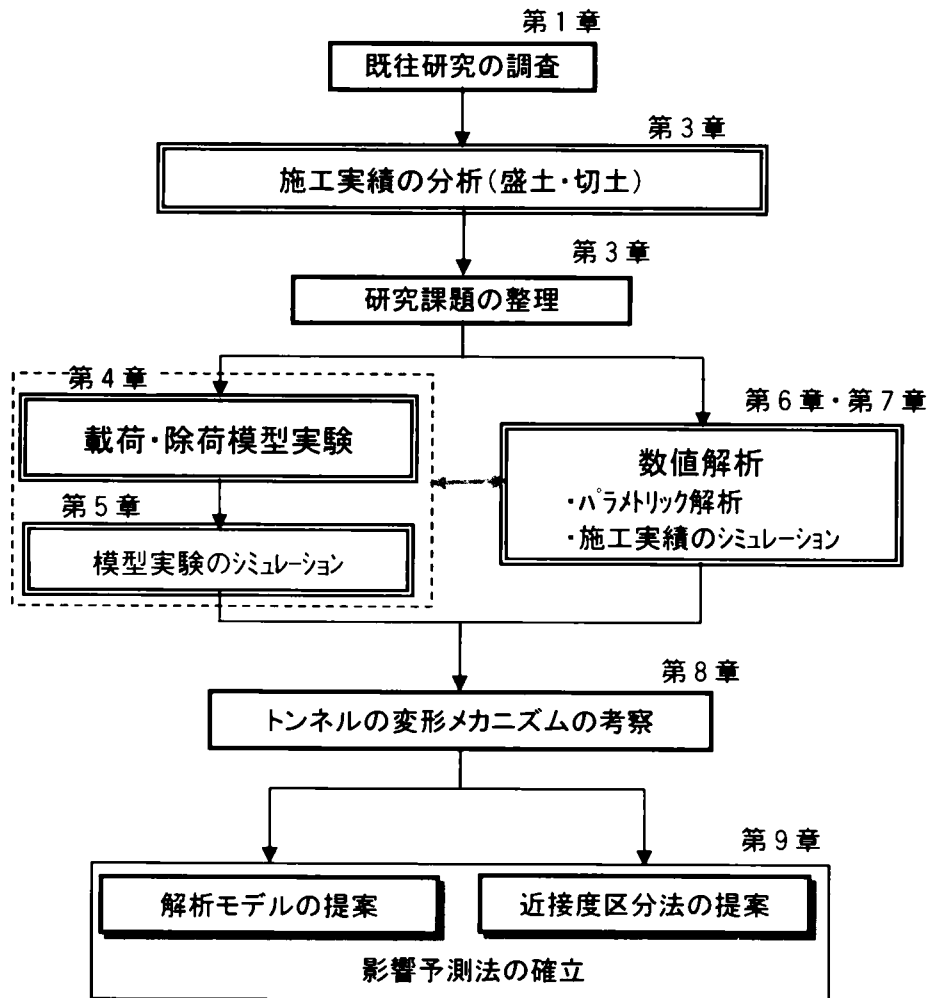 第1章
既往研究の調査
第3章
施工実績の分析(盛土・切土)
第3章
研究課題の整理
第4章
載荷・除荷模型実験
第5章
模型実験のシミュレーション
第6章・第7章
数値解析
・パラメトリック解析
・施工実績のシミュレーション
第8章
トンネルの変形メカニズムの考察
第9章
解析モデルの提案
近接度区分法の提案
影響予測法の確立